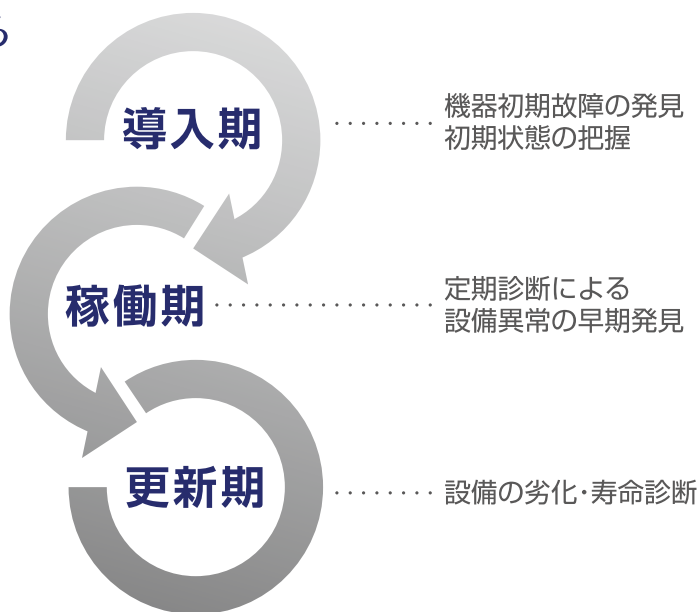 導入期
機器初期故障の発見
初期状態の把握
稼働期
定期診断による
設備異常の早期発見
更新期
設備の劣化・寿命診断